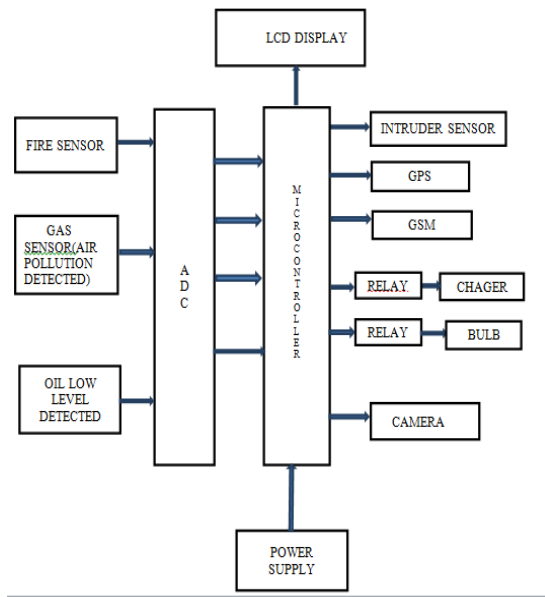 LCD DISPLAY
FIRE SENSOR
GAS
SENSOR(AIR
POLLUTION
DETECTED)
OIL LOW
LEVEL
DETECTED
A
D
C
M
I
C
R
O
C
O
N
T
R
O
L
L
E
R
INTRUDER SENSOR
GPS
GSM
RELAY.
CHAGER
RELAY
BULB
CAMERA
POWER
SUPPLY